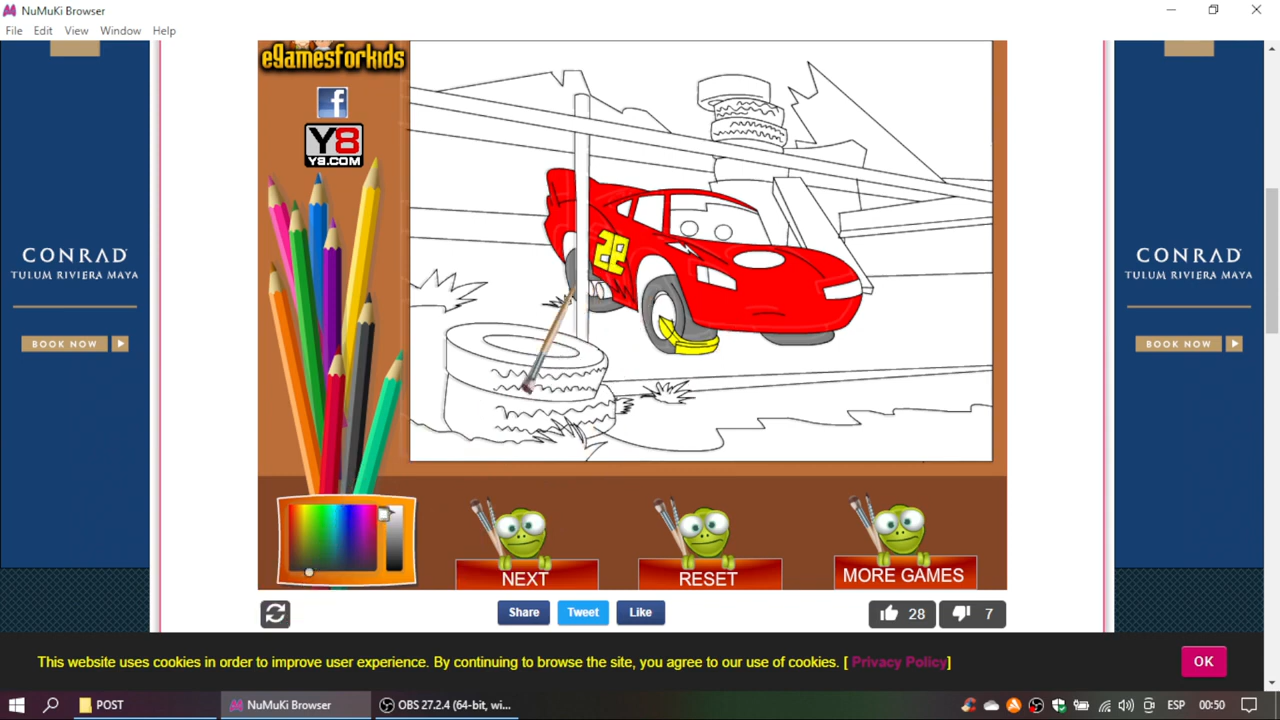 NuMuKi Browser
File Edit View Window Help
eGamesforkids
f
Y8
Y8.COM
28
CONRAD
TULUM RIVIERA MAYA
BOOK NOW
CONRAD
TULUM RIVIERA MAYA
BOOK NOW
NEXT RESET MORE GAMES
Share Tweet Like 28 7
This website uses cookies in order to improve user experience. By continuing to browse the site, you agree to our use of cookies. [ Privacy Policy] OK
POST NuMuKi Browser OBS 27.2.4 (64-bit, wi... ESP 00:50